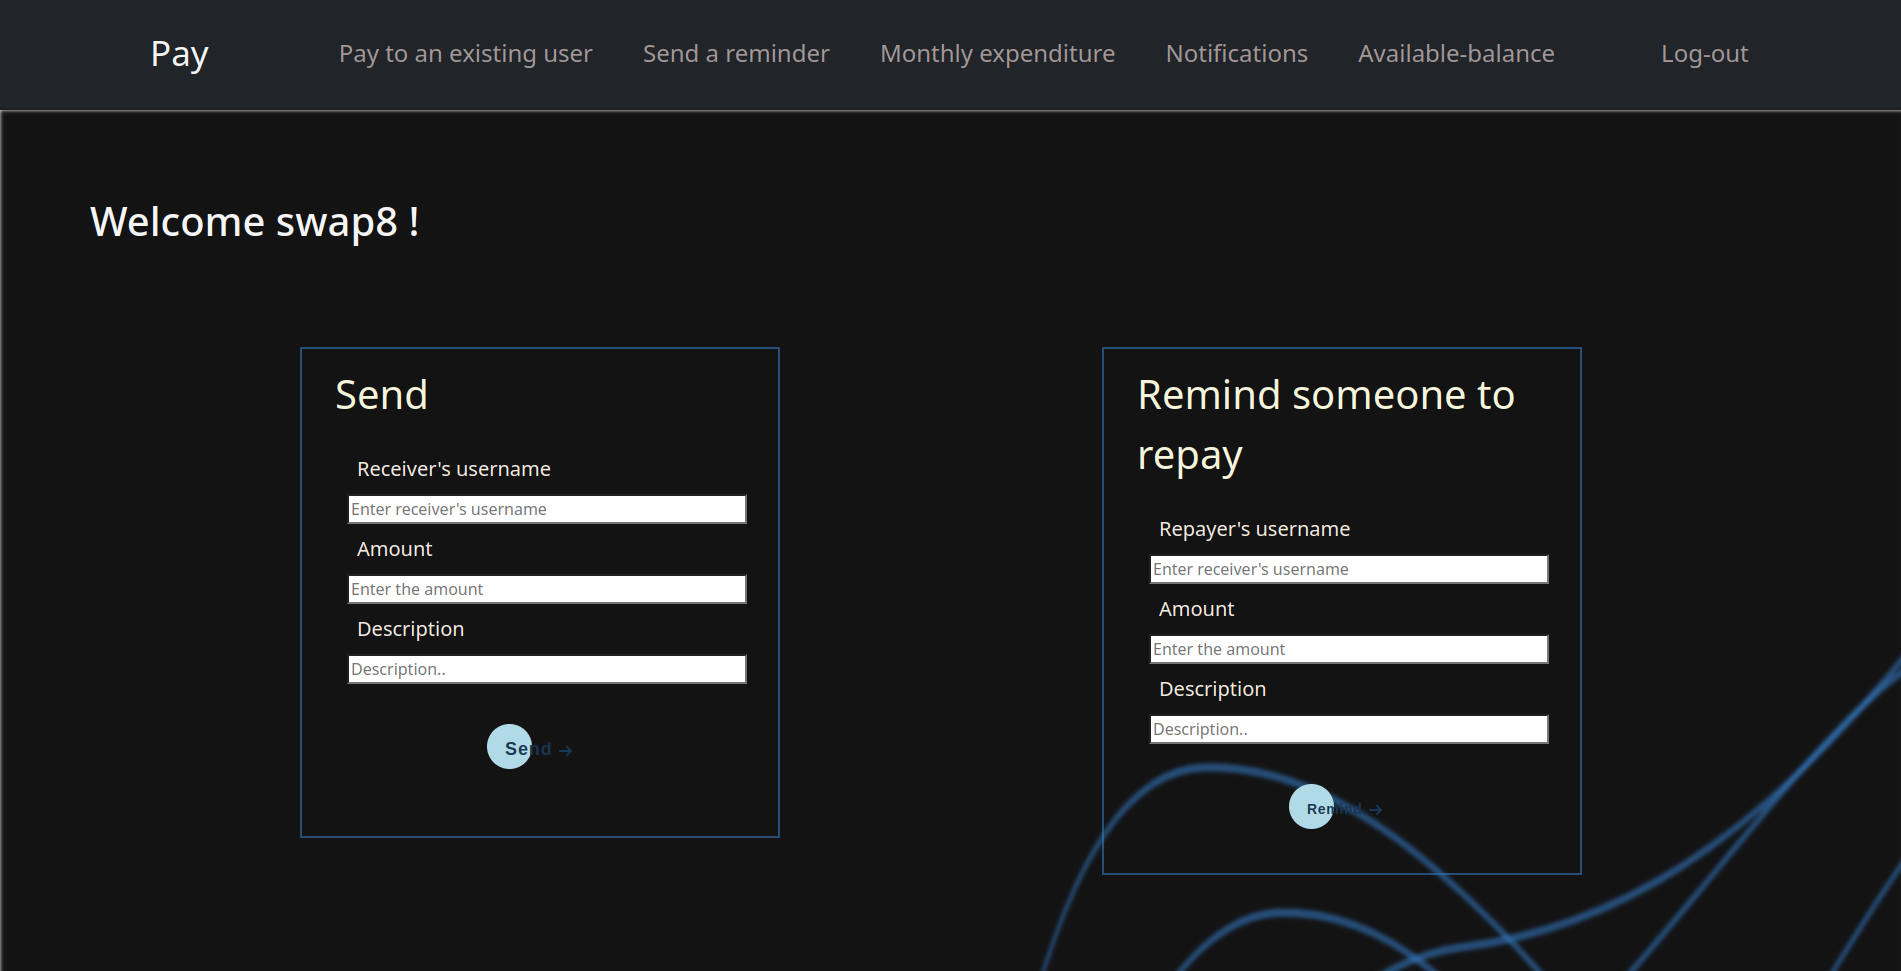 Pay
Pay to an existing user
Send a reminder
Monthly expenditure
Notifications
Available-balance
Log-out
Welcome swap8 !
Send
Receiver's username
Enter receiver's username
Amount
Enter the amount
Description
Description..
Send →
Remind someone to
repay
Repayer's username
Enter receiver's username
Amount
Enter the amount
Description
Description..
Remind →